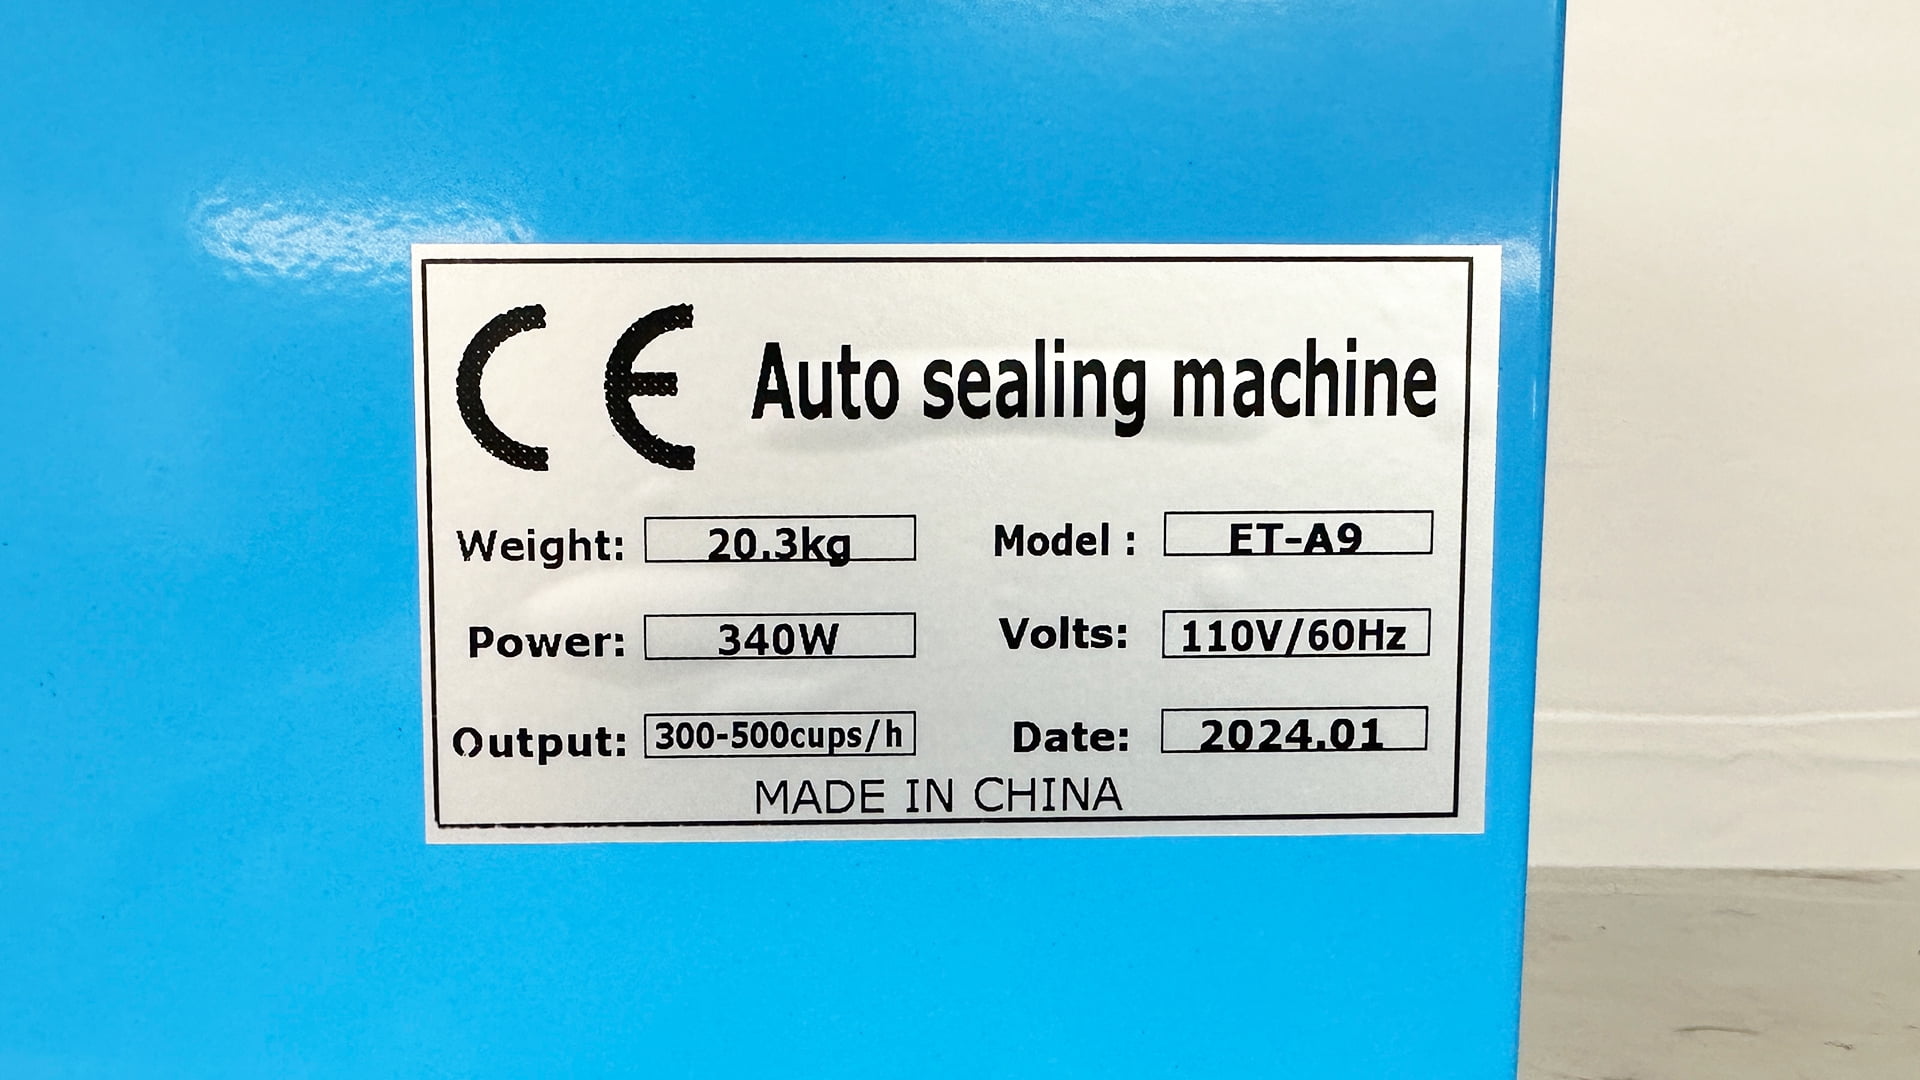 CE Auto sealing machine
Weight: 20.3kg Model : ET-A9
Power: 340W Volts: 110V/60Hz
Output: 300-500cups/h Date: 2024.01
MADE IN CHINA